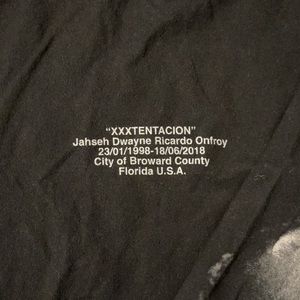 "XXXTENTACION"
Jahseh Dwayne Ricardo Onfroy
23/01/1998-18/06/2018
City of Broward County
Florida U.S.A.